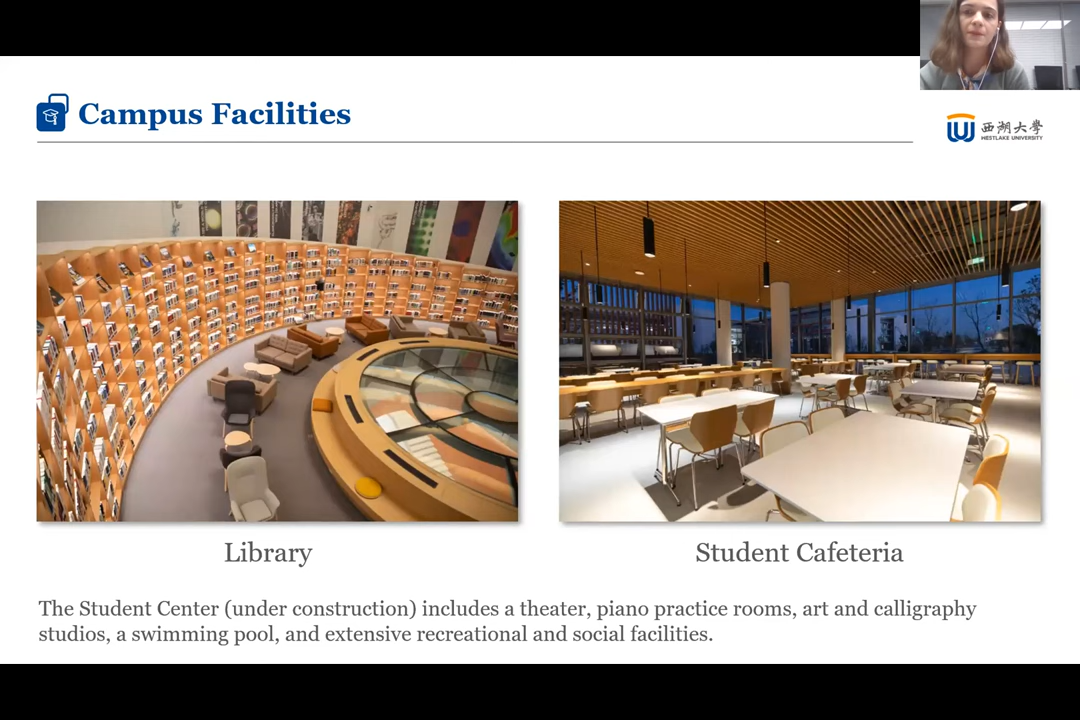 Campus Facilities
西湖大學
WESTLAKE UNIVERSITY
Library
Student Cafeteria
The Student Center (under construction) includes a theater, piano practice rooms, art and calligraphy
studios, a swimming pool, and extensive recreational and social facilities.